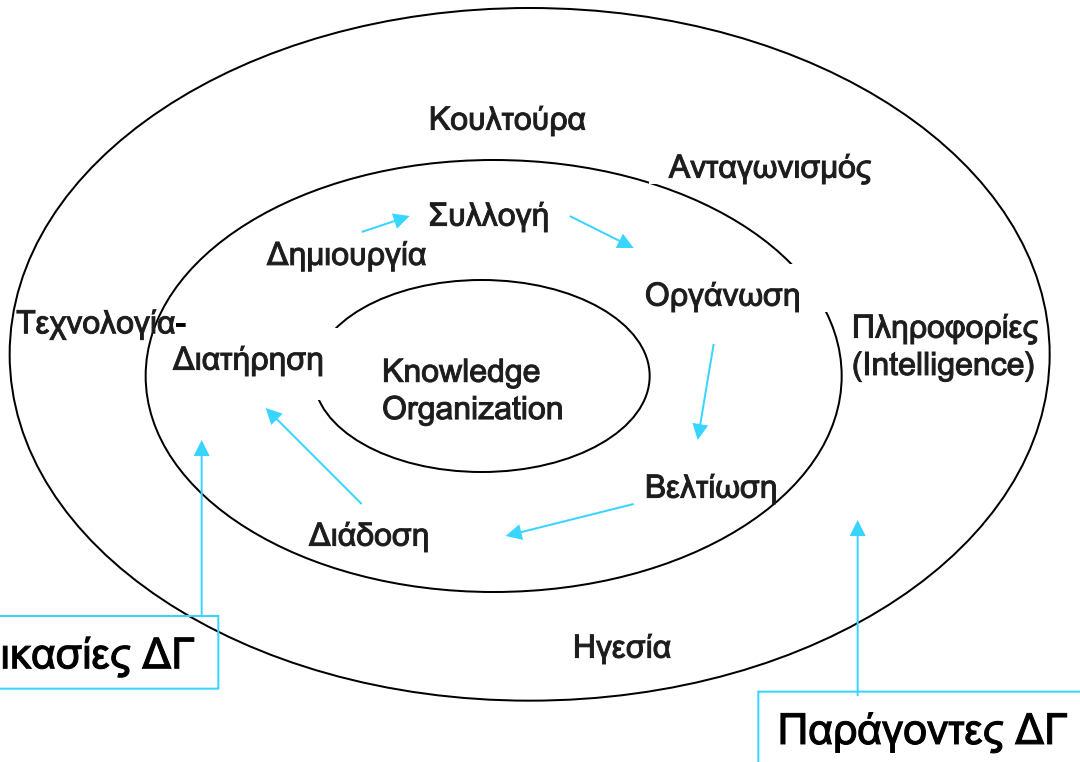 Κουλτούρα
Ανταγωνισμός
Συλλογή
Δημιουργία
Οργάνωση
Τεχνολογία-
Πληροφορίες
(Intelligence)
Διατήρηση
Knowledge
Organization
Βελτίωση
Διάδοση
Ηγεσία
ικασίες ΔΓ
Παράγοντες ΔΓ